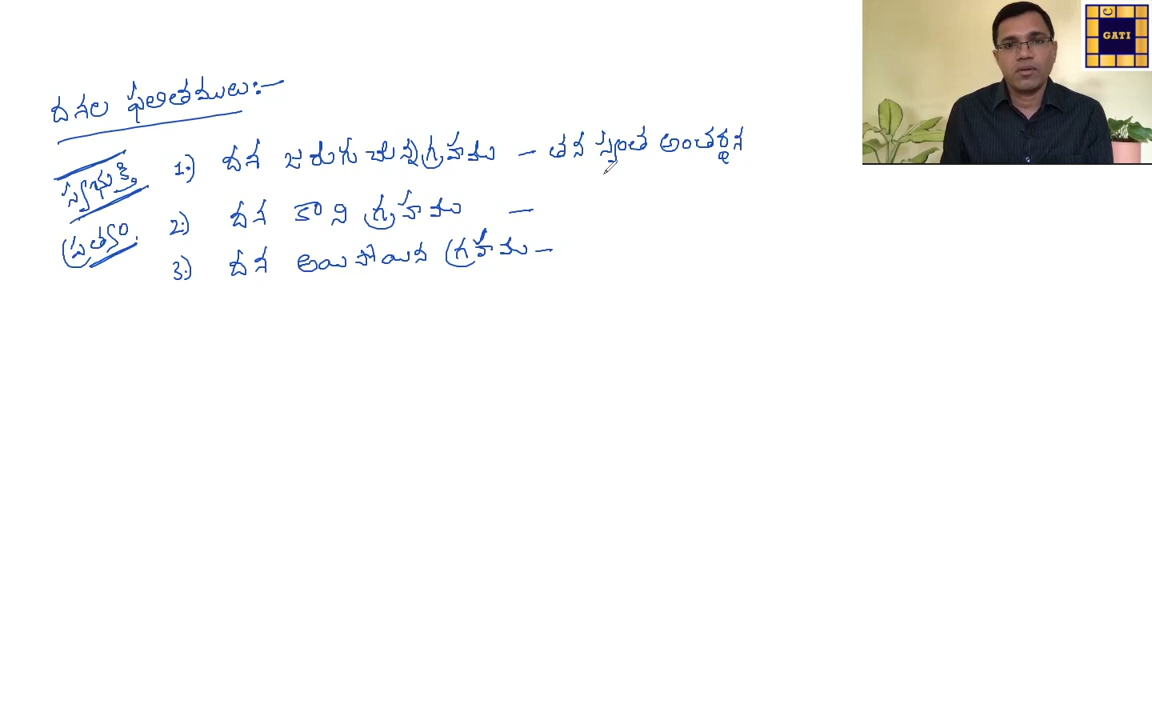 GATI
దశల ఫలితములు:-
స్వభుక్తి 1.) దశ జరుగుచున్నగ్రహము - తన స్వంత అంతర్దశ
ప్రతకం. 2.) దశ కాని గ్రహము -
3.) దశ అయిపోయిన గ్రహము -